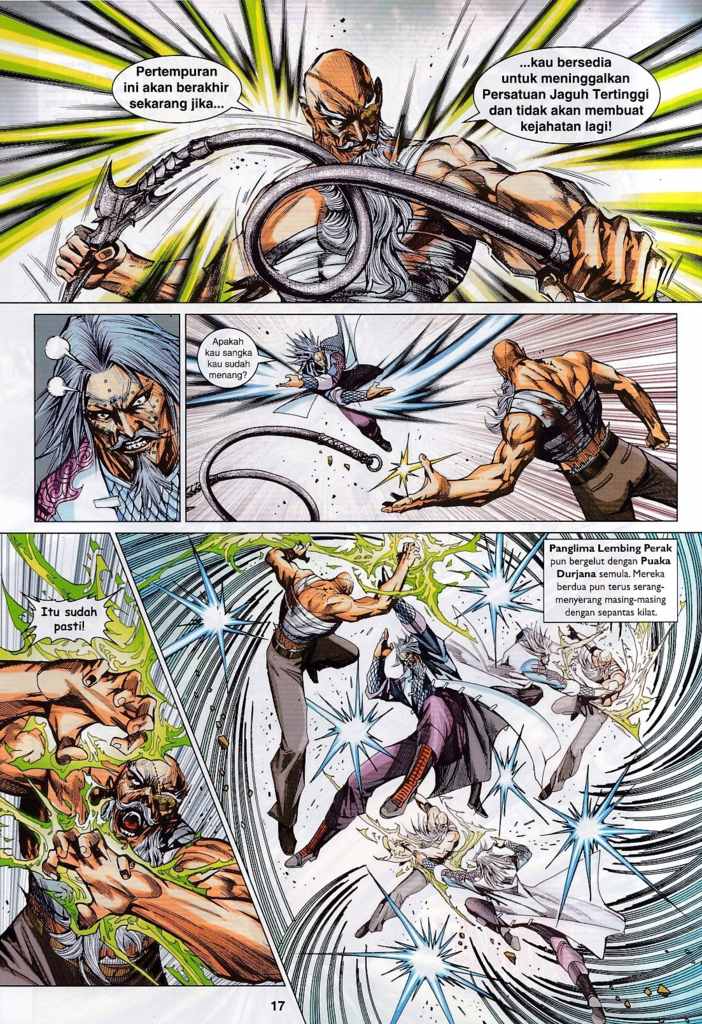 Pertempuran
ini akan berakhir
sekarang jika...
...kau bersedia
untuk meninggalkan
Persatuan Jaguh Tertinggi
dan tidak akan membuat
kejahatan lagi!
Apakah
kau sangka
kau sudah
menang?
Itu sudah
pasti!
Panglima Lembing Perak
pun bergelut dengan Puaka
Durjana semula. Mereka
berdua pun terus serang-
menyerang masing-masing
dengan sepantas kilat.
17